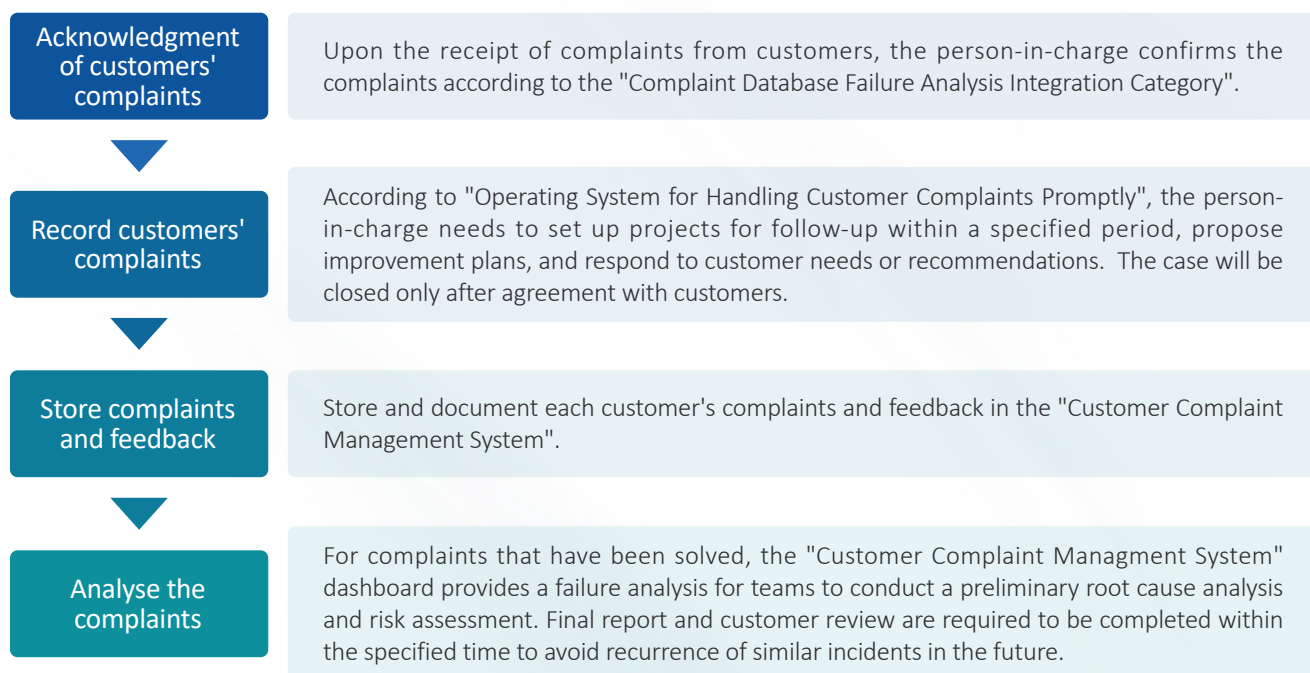 Acknowledgment
of customers'
complaints
Upon the receipt of complaints from customers, the person-in-charge confirms the
complaints according to the "Complaint Database Failure Analysis Integration Category".
Record customers'
complaints
According to "Operating System for Handling Customer Complaints Promptly", the person-
in-charge needs to set up projects for follow-up within a specified period, propose
improvement plans, and respond to customer needs or recommendations. The case will be
closed only after agreement with customers.
Store complaints
and feedback
Store and document each customer's complaints and feedback in the "Customer Complaint
Management System".
Analyse the
complaints
For complaints that have been solved, the "Customer Complaint Managment System"
dashboard provides a failure analysis for teams to conduct a preliminary root cause analysis
and risk assessment. Final report and customer review are required to be completed within
the specified time to avoid recurrence of similar incidents in the future.